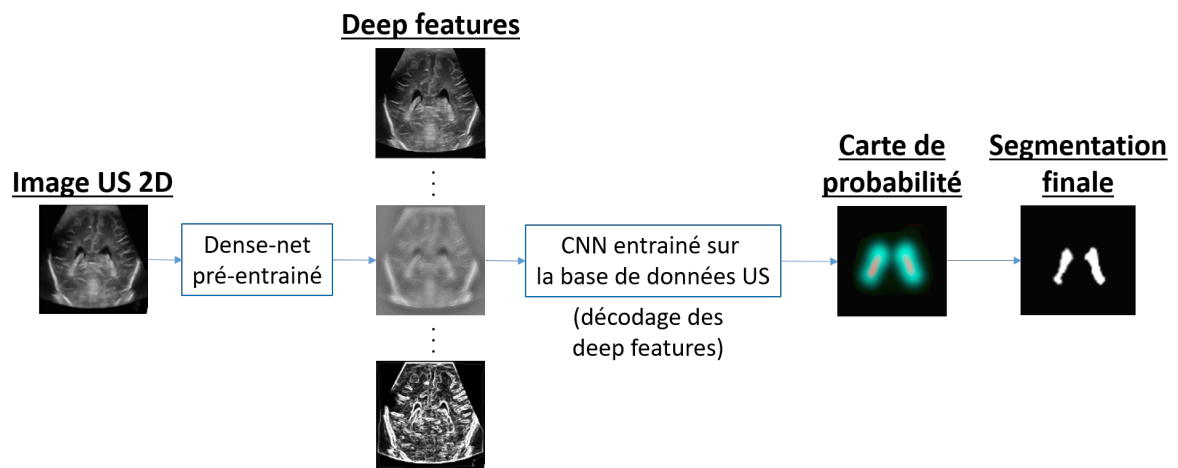 Deep features
Image US 2D
Dense-net
pré-entrainé
CNN entrainé sur
la base de données US
(décodage des
deep features)
Carte de
probabilité
Segmentation
finale